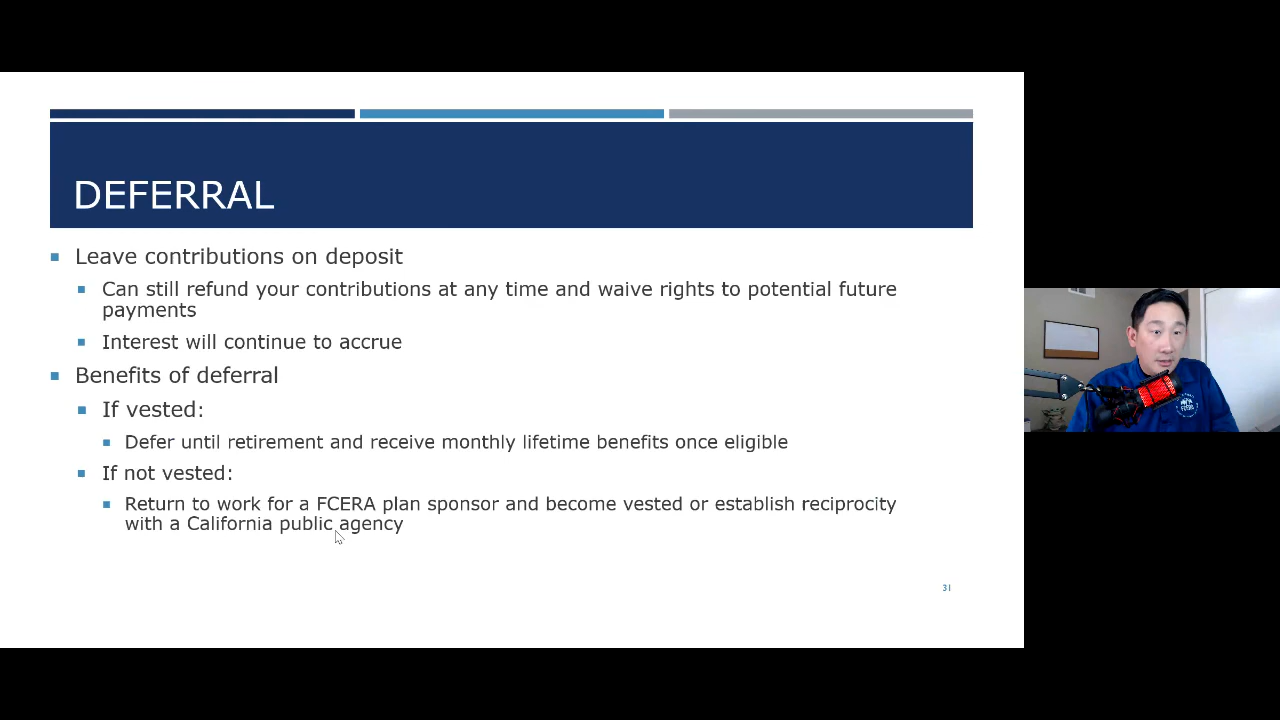 DEFERRAL
Leave contributions on deposit
Can still refund your contributions at any time and waive rights to potential future
payments
Interest will continue to accrue
Benefits of deferral
If vested:
Defer until retirement and receive monthly lifetime benefits once eligible
If not vested:
Return to work for a FCERA plan sponsor and become vested or establish reciprocity
with a California public agency
31
FCERA